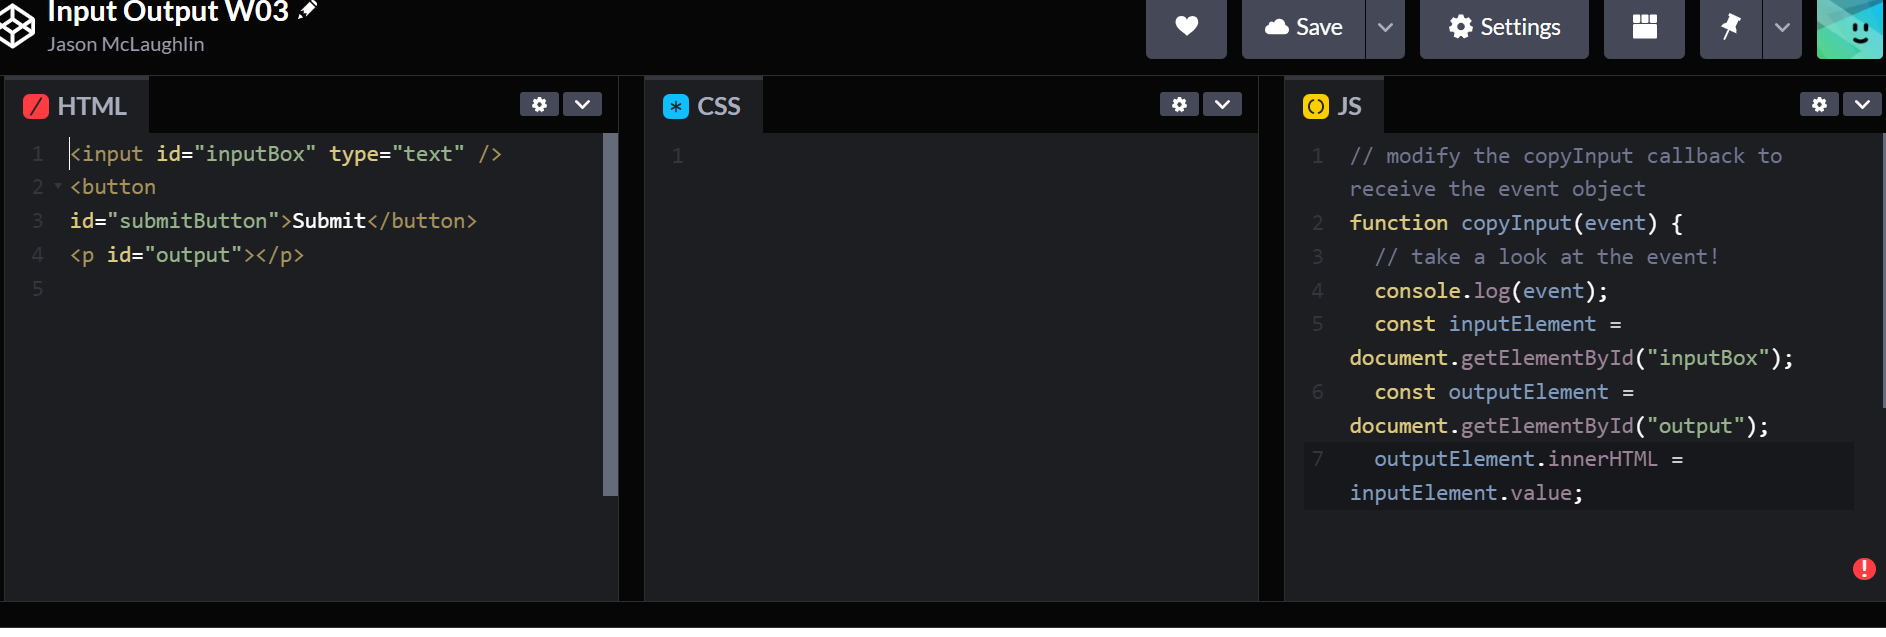 Input Output W03
Jason McLaughlin
Save
Settings
HTML
1 <input id="inputBox" type="text" />
2 <button
3 id="submitButton">Submit</button>
4 <p id="output"></p>
5
CSS
1
JS
1 // modify the copyInput callback to
receive the event object
2 function copyInput(event) {
3 // take a look at the event!
4 console.log(event);
5 const inputElement =
document.getElementById("inputBox");
6 const outputElement =
document.getElementById("output");
7 outputElement.innerHTML =
inputElement.value;